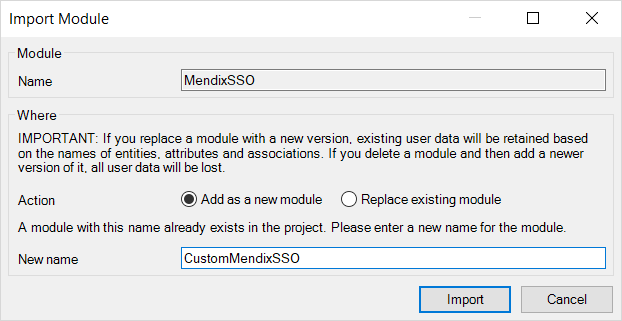 Import Module
Module
Name MendixSSO
Where
IMPORTANT: If you replace a module with a new version, existing user data will be retained based
on the names of entities, attributes and associations. If you delete a module and then add a newer
version of it, all user data will be lost.
Action Add as a new module Replace existing module
A module with this name already exists in the project. Please enter a new name for the module.
New name CustomMendixSSO
Import Cancel